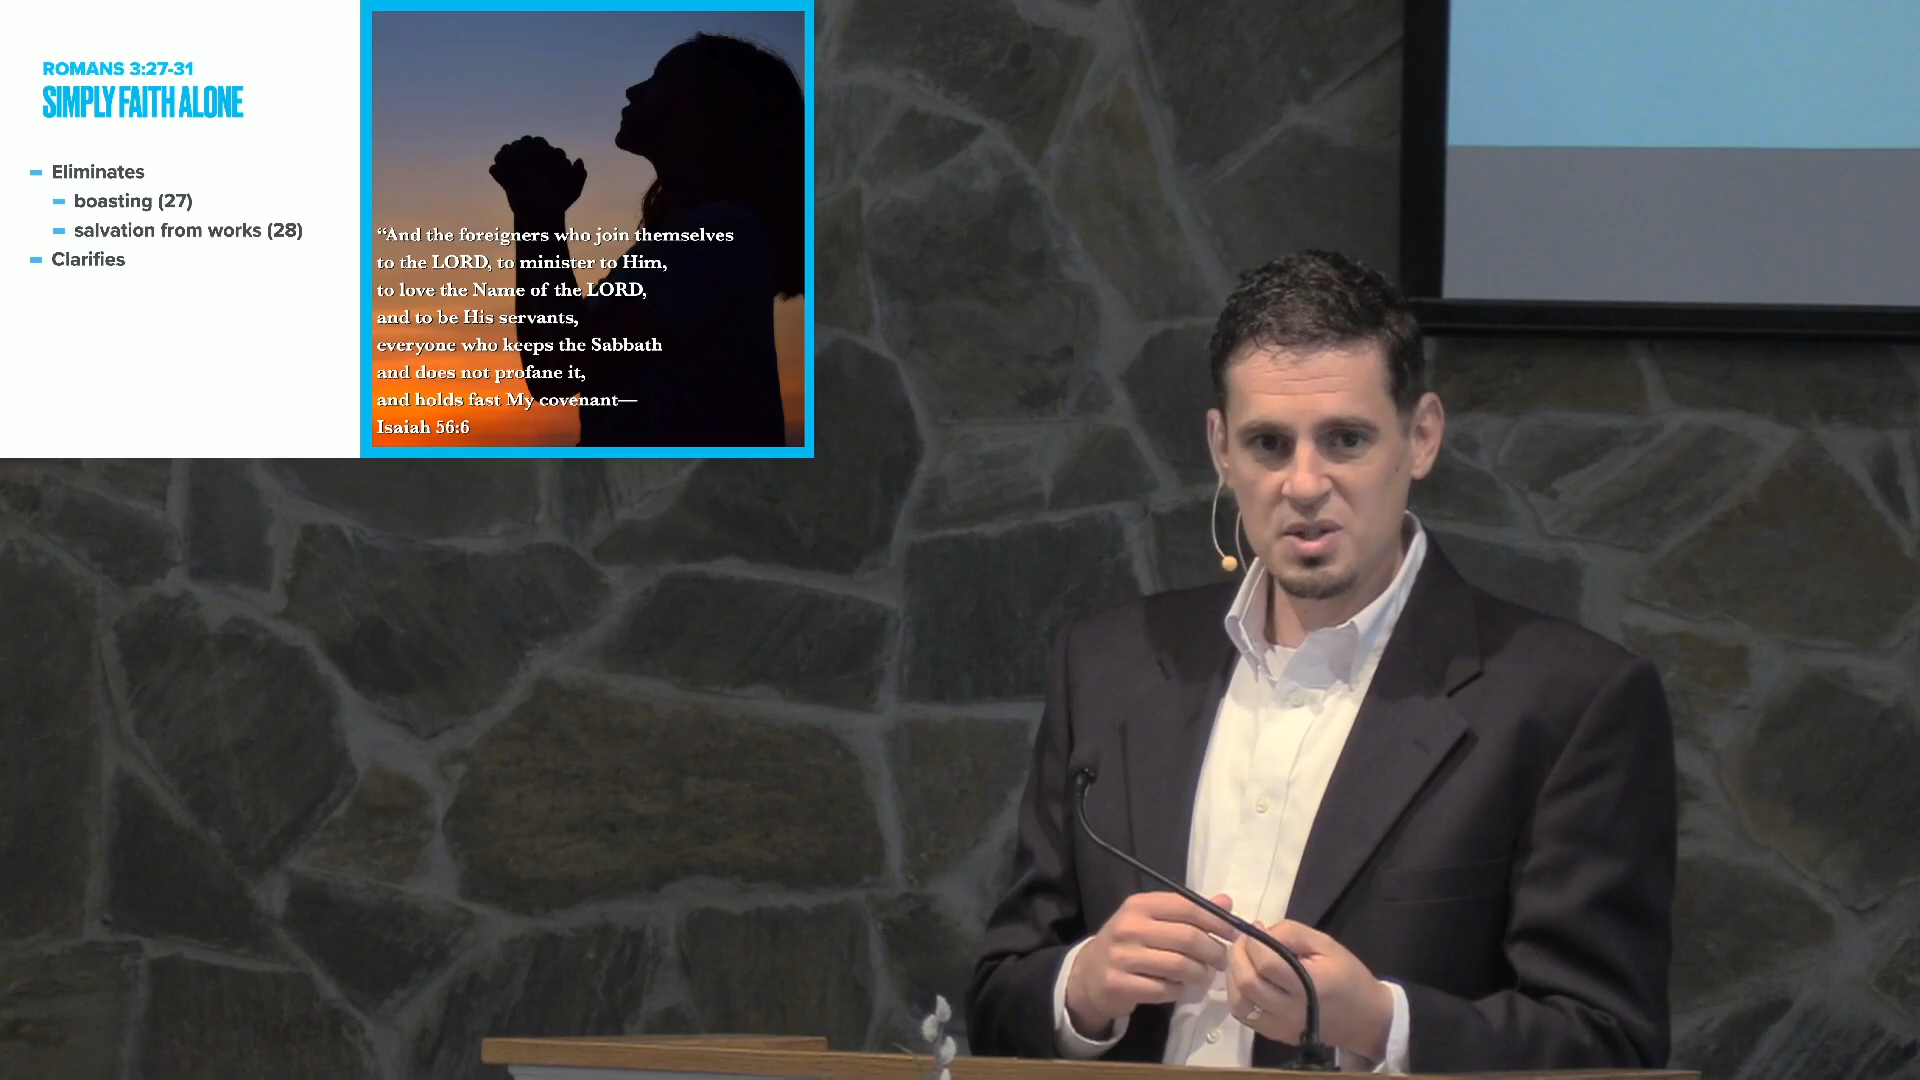 ROMANS 3:27-31
SIMPLY FAITH ALONE
Eliminates
boasting (27)
salvation from works (28)
Clarifies
“And the foreigners who join themselves
to the LORD, to minister to Him,
to love the Name of the LORD,
and to be His servants,
everyone who keeps the Sabbath
and does not profane it,
and holds fast My covenant—
Isaiah 56:6